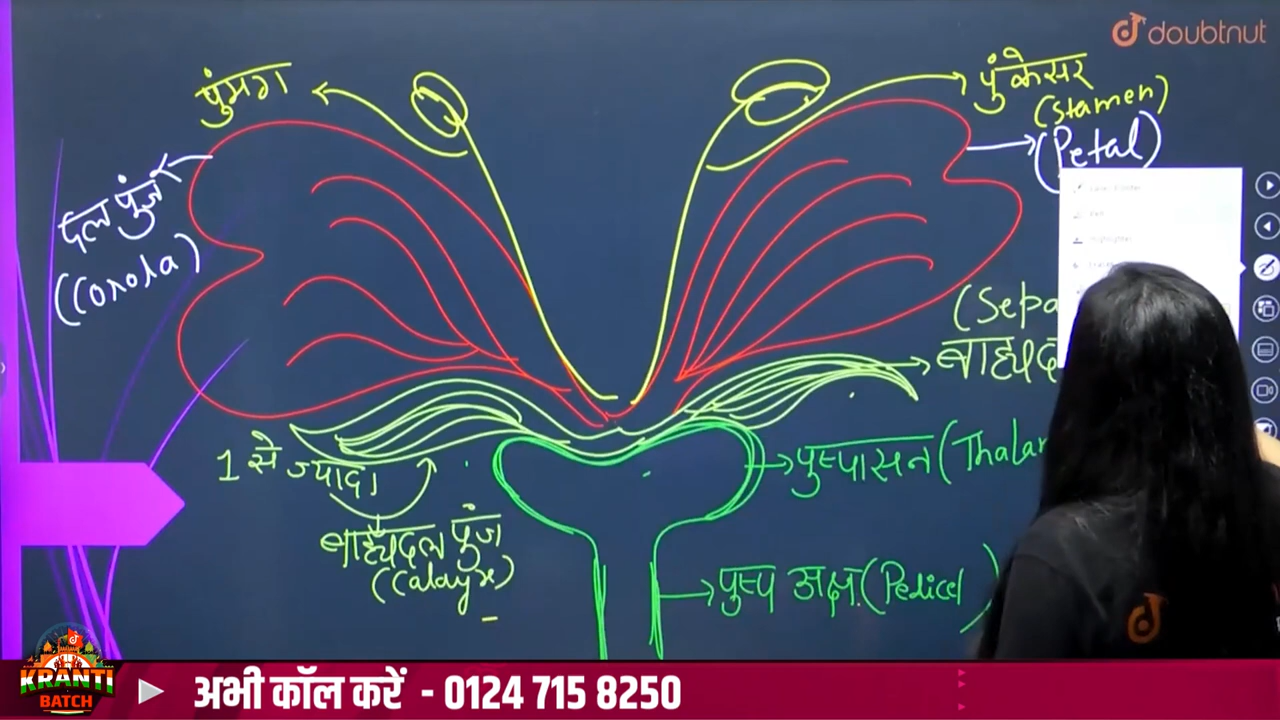 doubtnut
पुंमग
पुंकेसर
(Stamen)
(Petal)
दल पुंज
(Corola)
(Sepa
बाह्यद
1 से ज्यादा
पुष्पासन (Thala
बाह्यदल पुंज
(Calayx)
पुष्प अक्ष (Pedicel)
KRANTI
BATCH
अभी कॉल करें - 0124 715 8250